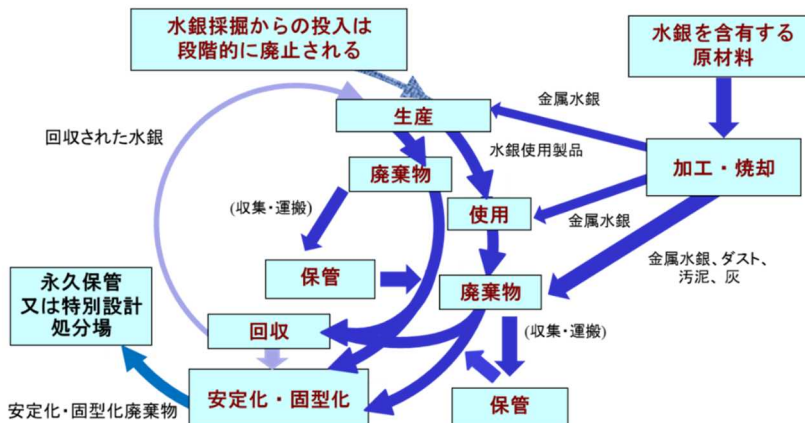 水銀採掘からの投入は
段階的に廃止される
水銀を含有する
原材料
金属水銀
生産
回収された水銀
水銀使用製品
廃棄物
加工・焼却
(収集・運搬)
使用
金属水銀
金属水銀、ダスト、
汚泥、灰
永久保管
又は特別設計
処分場
保管
廃棄物
回収
(収集・運搬)
安定化・固型化
保管
安定化・固型化廃棄物